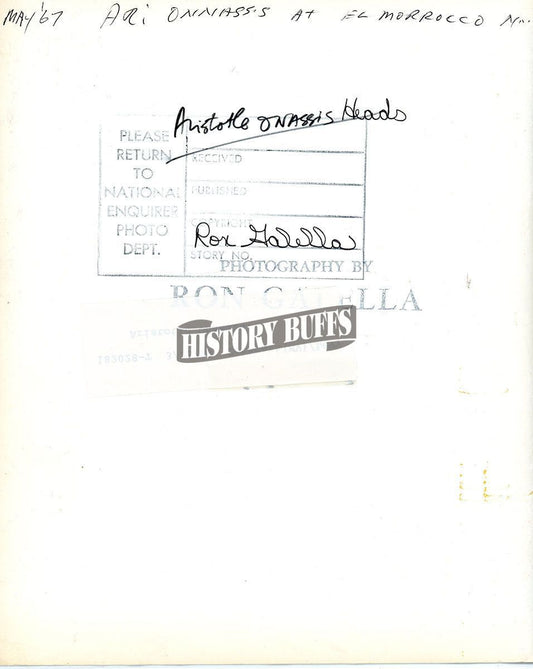 MAY '67 ARi ONNASSIS AT EL MORROCCO
Aristotle ONASSIS Heads
PLEASE
RETURN
TO
NATIONAL
ENQUIRER
PHOTO
DEPT.
RECEIVED
PUBLISHED
COPYRIGHT
Ron Galella
STORY NO.
PHOTOGRAPHY BY
RON GALELLA
HISTORY BUFFS